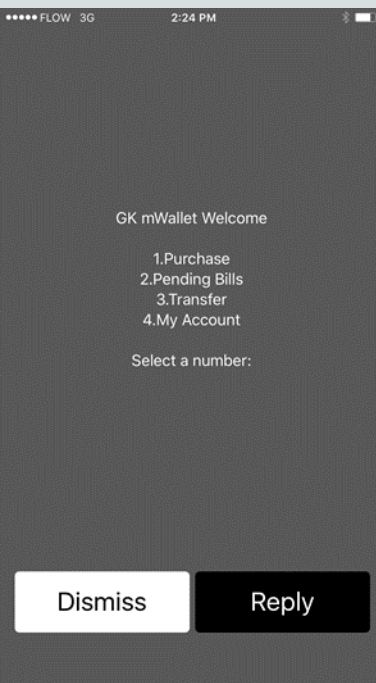 FLOW 3G 2:24 PM
GK mWallet Welcome
1.Purchase
2.Pending Bills
3.Transfer
4.My Account
Select a number:
Dismiss Reply